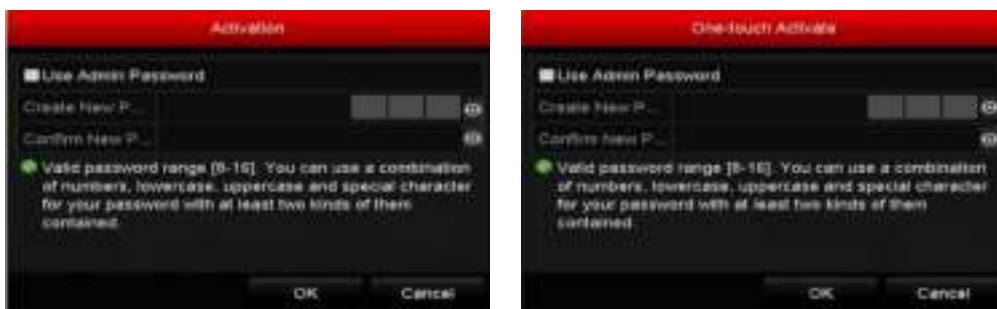 Activation
Use Admin Password
Create New P...
Confirm New P...
Valid password range [8-16]. You can use a combination
of numbers, lowercase, uppercase and special character
for your password with at least two kinds of them
contained.
OK Cancel
One-touch Activate
Use Admin Password
Create New P...
Confirm New P...
Valid password range [8-16]. You can use a combination
of numbers, lowercase, uppercase and special character
for your password with at least two kinds of them
contained.
OK Cancel